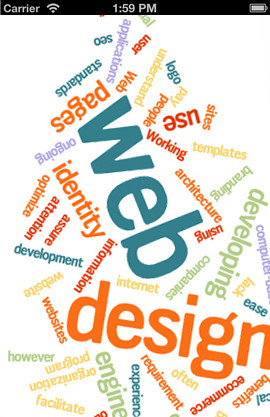 Carrier 1:59 PM
seo
applications
user
standards
Web
understand
logo
pages
people
pay
use
sites
ongoing
Working
templates
web
identity
optimize
attention
assure
architecture
branding
developing
using
development
information
companies
internet
website
lack
ease
websites
design
however
program
organization
facilitate
engine
experience
requirement
often
ecommerce
benefits